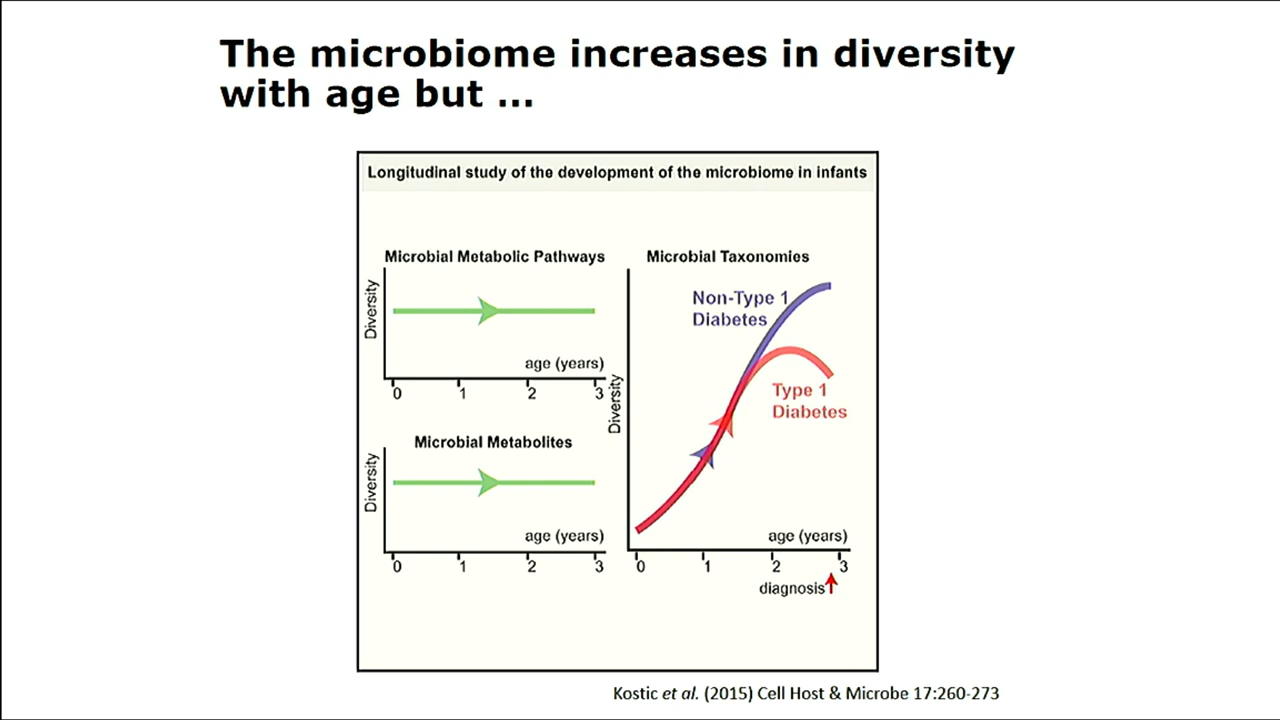 The microbiome increases in diversity
with age but ...
Longitudinal study of the development of the microbiome in infants
Microbial Metabolic Pathways
Diversity
age (years)
0 1 2 3
Microbial Metabolites
Diversity
age (years)
0 1 2 3
Microbial Taxonomies
Non-Type 1
Diabetes
Type 1
Diabetes
Diversity
age (years)
0 1 2 3
diagnosis
Kostic et al. (2015) Cell Host & Microbe 17:260-273